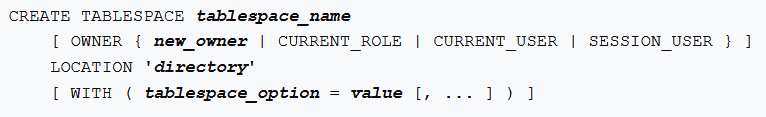 CREATE TABLESPACE tablespace_name
    [ OWNER { new_owner | CURRENT_ROLE | CURRENT_USER | SESSION_USER } ]
    LOCATION 'directory'
    [ WITH ( tablespace_option = value [, ... ] ) ]